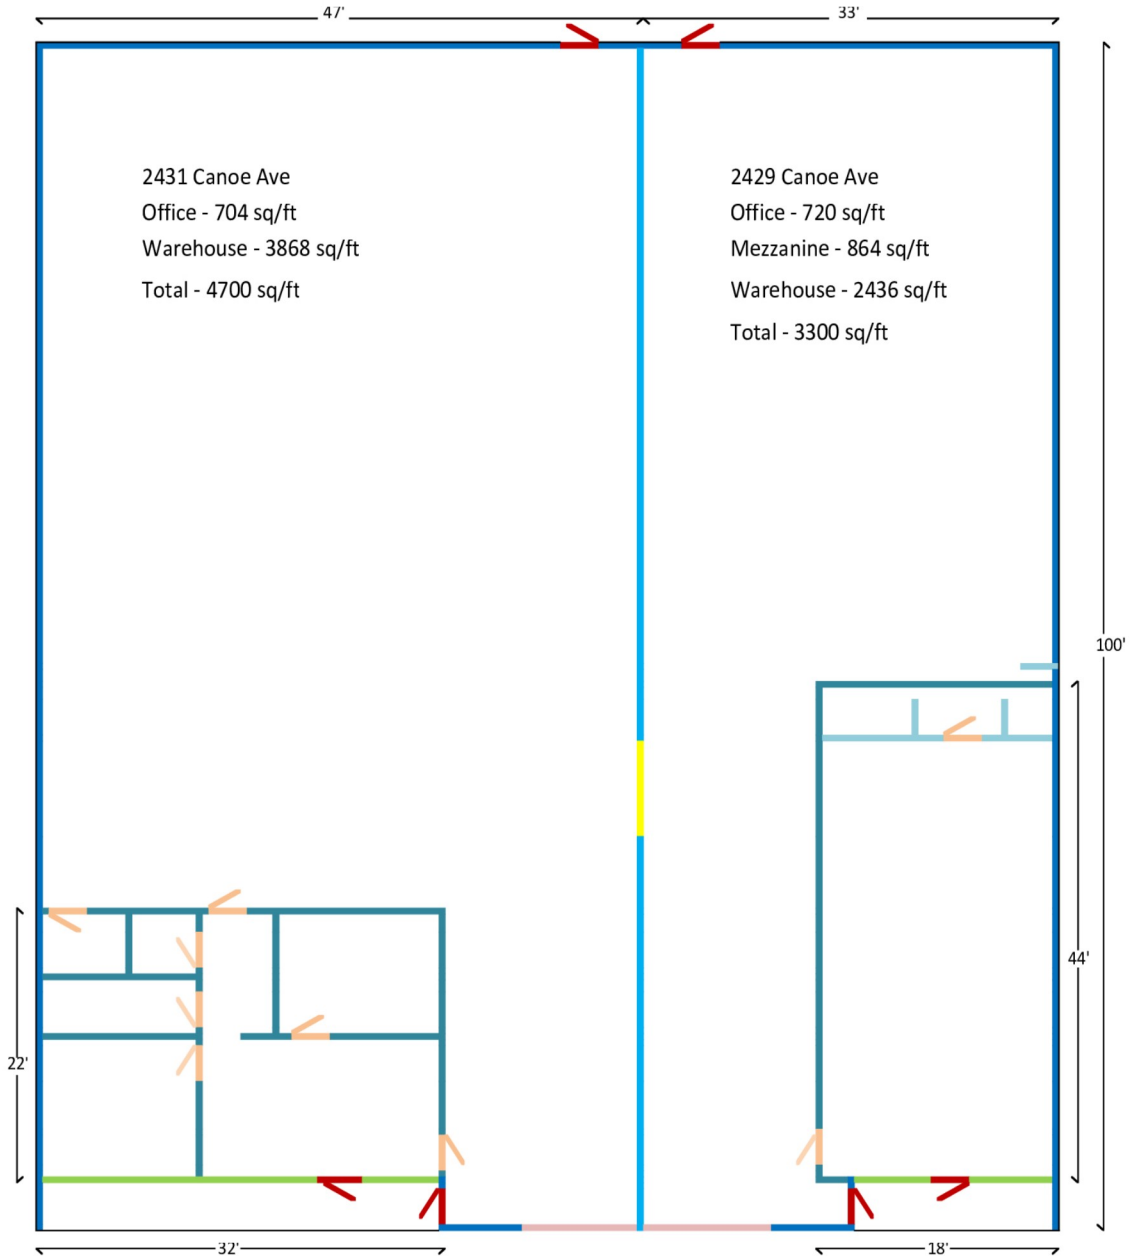 47'
33'
2431 Canoe Ave
Office - 704 sq/ft
Warehouse - 3868 sq/ft
Total - 4700 sq/ft
2429 Canoe Ave
Office - 720 sq/ft
Mezzanine - 864 sq/ft
Warehouse - 2436 sq/ft
Total - 3300 sq/ft
100'
44'
22'
32'
18'